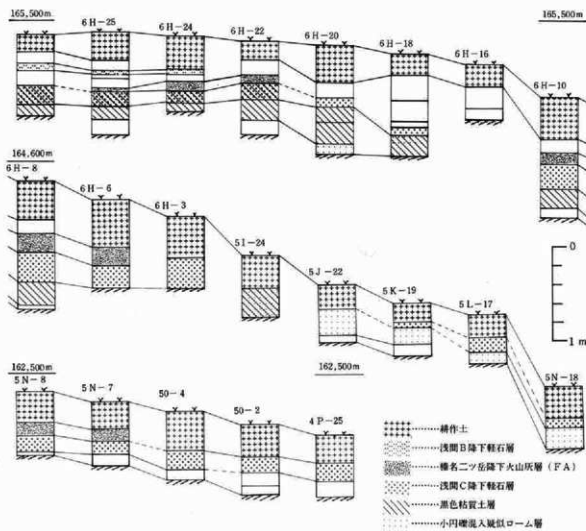 165,500m
165,500m
6H-25
6H-24
6H-22
6H-20
6H-18
6H-16
6H-10
164,600m
6H-8
6H-6
6H-3
5I-24
5J-22
5K-19
5L-17
5N-18
0
1m
162,500m
162,500m
5N-8
5N-7
50-4
50-2
4P-25
耕作土
浅間B降下軽石層
榛名二ツ岳降下火山灰層(FA)
浅間C降下軽石層
黒色粘質土層
小円礫混入疑似ローム層